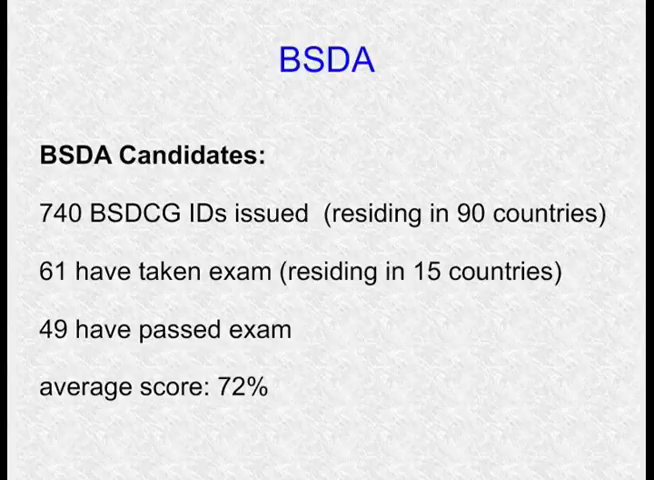 BSDA
BSDA Candidates:
740 BSDCG IDs issued  (residing in 90 countries)
61 have taken exam (residing in 15 countries)
49 have passed exam
average score: 72%